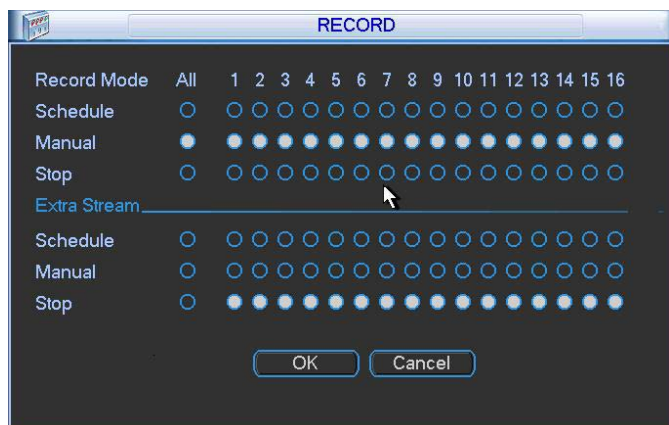 RECORD
Record Mode All 1 2 3 4 5 6 7 8 9 10 11 12 13 14 15 16
Schedule
Manual
Stop
Extra Stream
Schedule
Manual
Stop
OK Cancel